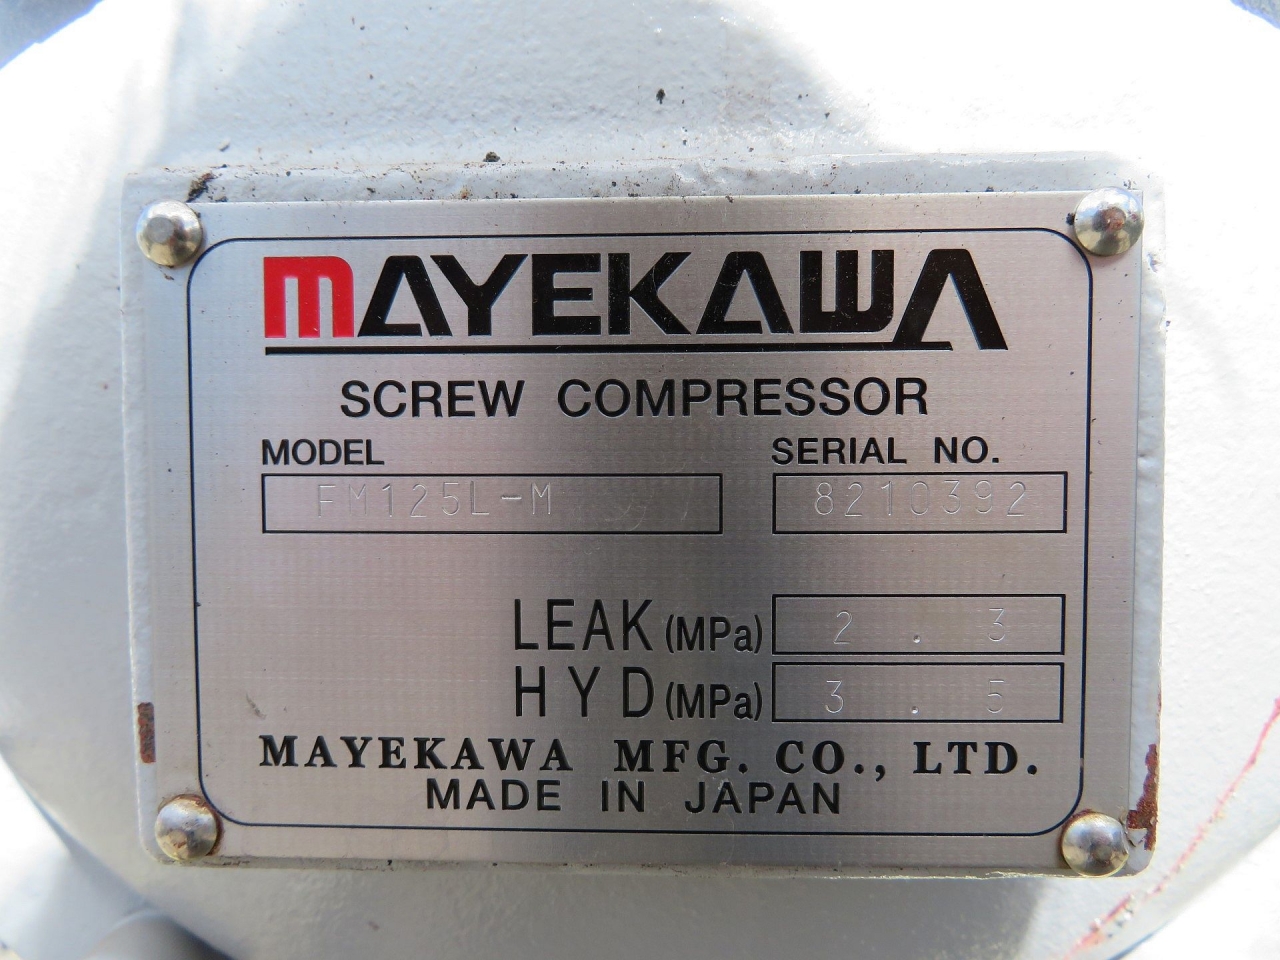 MAYEKAWA
SCREW COMPRESSOR
MODEL SERIAL NO.
FM125L-M 8210392
LEAK (MPa) 2 . 3
HYD (MPa) 3 . 5
MAYEKAWA MFG. CO., LTD.
MADE IN JAPAN